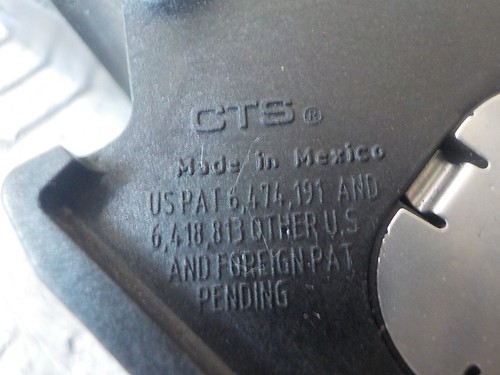 CTS ®
Made in Mexico
US PAT 6,474,191 AND
6,418,813 OTHER U.S
AND FOREIGN PAT
PENDING